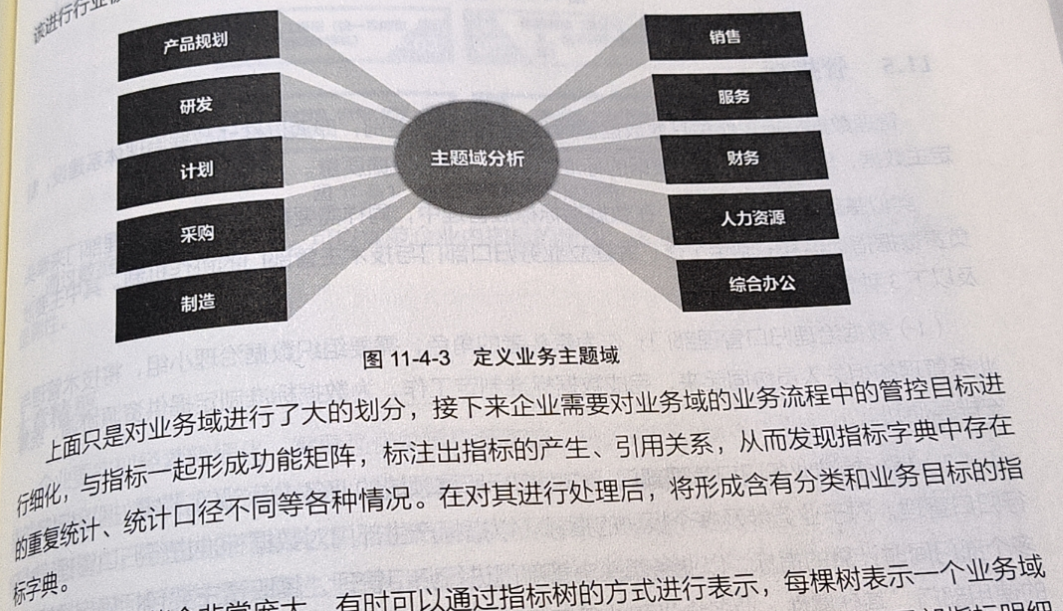 该进行行业
产品规划
研发
计划
采购
制造
主题域分析
销售
服务
财务
人力资源
综合办公
图 11-4-3 定义业务主题域
上面只是对业务域进行了大的划分，接下来企业需要对业务域的业务流程中的管控目标进
行细化，与指标一起形成功能矩阵，标注出指标的产生、引用关系，从而发现指标字典中存在
的重复统计、统计口径不同等各种情况。在对其进行处理后，将形成含有分类和业务目标的指
标字典。
非常庞大，有时可以通过指标树的方式进行表示，每棵树表示一个业务域